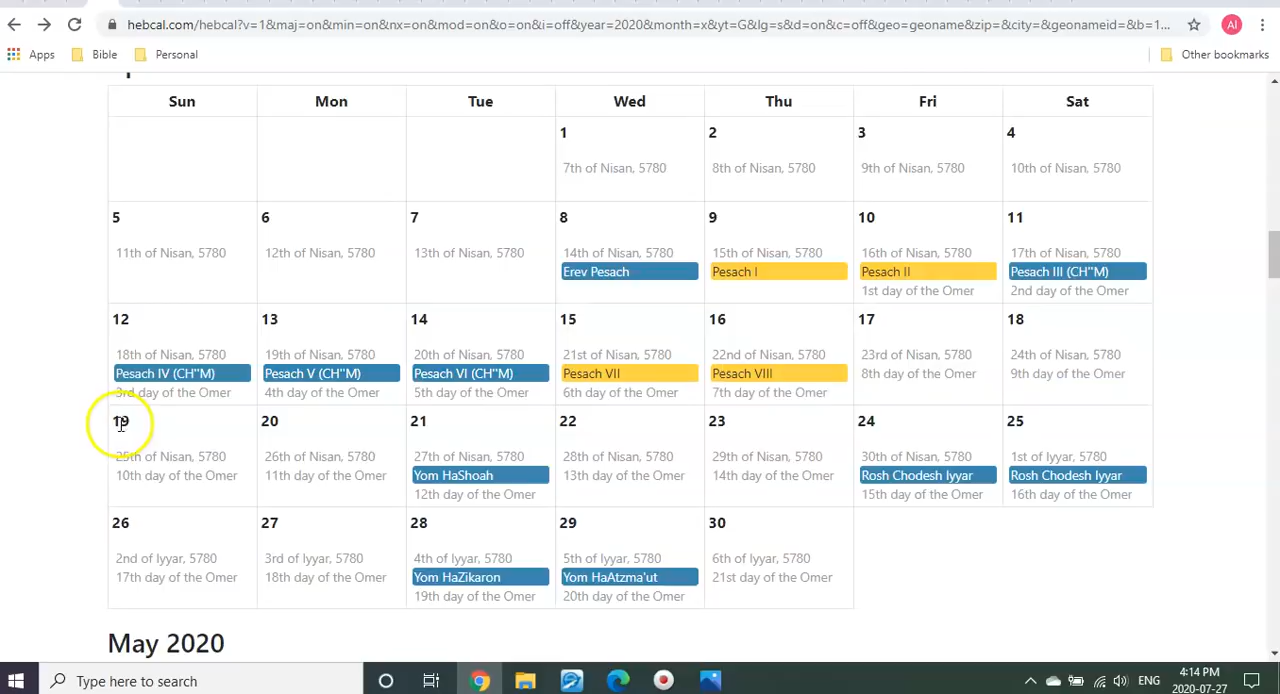 hebcal.com/hebcal?v=1&maj=on&min=on&nx=on&mod=on&o=on&i=off&year=2020&month=x&yt=G&lg=s&d=on&c=off&geo=geoname&zip=&city=&geonameid=&b=1...
AI
Apps Bible Personal Other bookmarks
Sun Mon Tue Wed Thu Fri Sat
1 2 3 4
7th of Nisan, 5780 8th of Nisan, 5780 9th of Nisan, 5780 10th of Nisan, 5780
5 6 7 8 9 10 11
11th of Nisan, 5780 12th of Nisan, 5780 13th of Nisan, 5780 14th of Nisan, 5780 15th of Nisan, 5780 16th of Nisan, 5780 17th of Nisan, 5780
Erev Pesach Pesach I Pesach II Pesach III (CH"M)
1st day of the Omer 2nd day of the Omer
12 13 14 15 16 17 18
18th of Nisan, 5780 19th of Nisan, 5780 20th of Nisan, 5780 21st of Nisan, 5780 22nd of Nisan, 5780 23rd of Nisan, 5780 24th of Nisan, 5780
Pesach IV (CH"M) Pesach V (CH"M) Pesach VI (CH"M) Pesach VII Pesach VIII 8th day of the Omer 9th day of the Omer
3rd day of the Omer 4th day of the Omer 5th day of the Omer 6th day of the Omer 7th day of the Omer
19 20 21 22 23 24 25
25th of Nisan, 5780 26th of Nisan, 5780 27th of Nisan, 5780 28th of Nisan, 5780 29th of Nisan, 5780 30th of Nisan, 5780 1st of Iyyar, 5780
10th day of the Omer 11th day of the Omer Yom HaShoah 13th day of the Omer 14th day of the Omer Rosh Chodesh Iyyar Rosh Chodesh Iyyar
12th day of the Omer 15th day of the Omer 16th day of the Omer
26 27 28 29 30
2nd of Iyyar, 5780 3rd of Iyyar, 5780 4th of Iyyar, 5780 5th of Iyyar, 5780 6th of Iyyar, 5780
17th day of the Omer 18th day of the Omer Yom HaZikaron Yom HaAtzma'ut 21st day of the Omer
19th day of the Omer 20th day of the Omer
May 2020
Type here to search
ENG
4:14 PM
2020-07-27